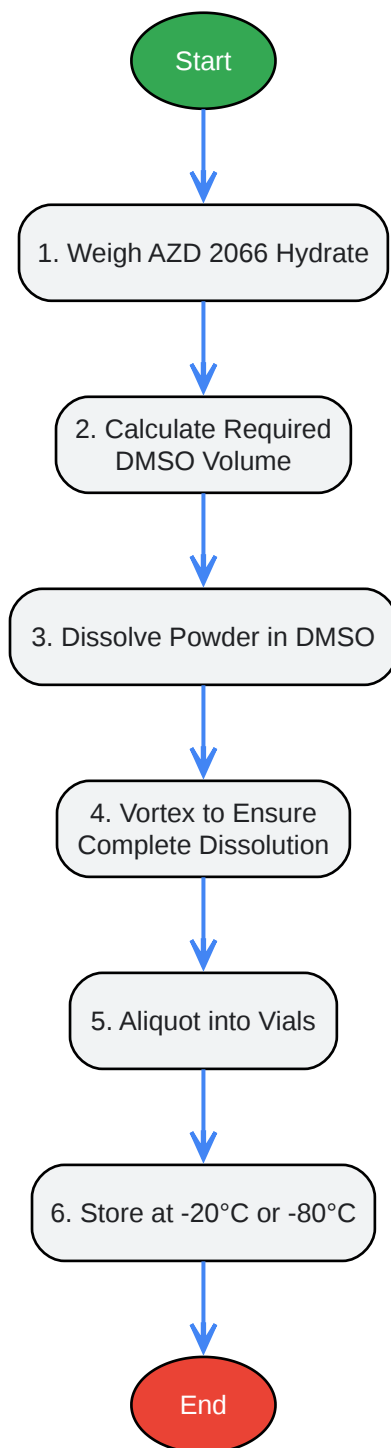 Start
1. Weigh AZD 2066 Hydrate
2. Calculate Required
DMSO Volume
3. Dissolve Powder in DMSO
4. Vortex to Ensure
Complete Dissolution
5. Aliquot into Vials
6. Store at -20°C or -80°C
End